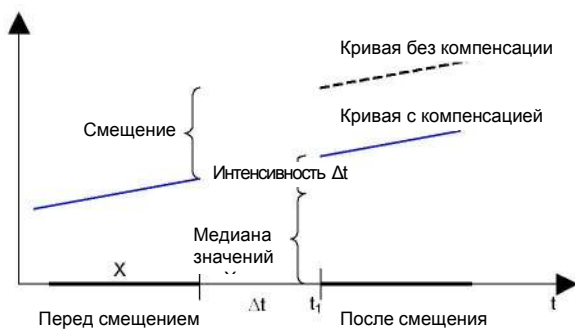 Кривая без компенсации
Кривая с компенсацией
Смещение
Интенсивность Δt
Медиана
значений
X
Δt
t₁
t
Перед смещением
После смещения